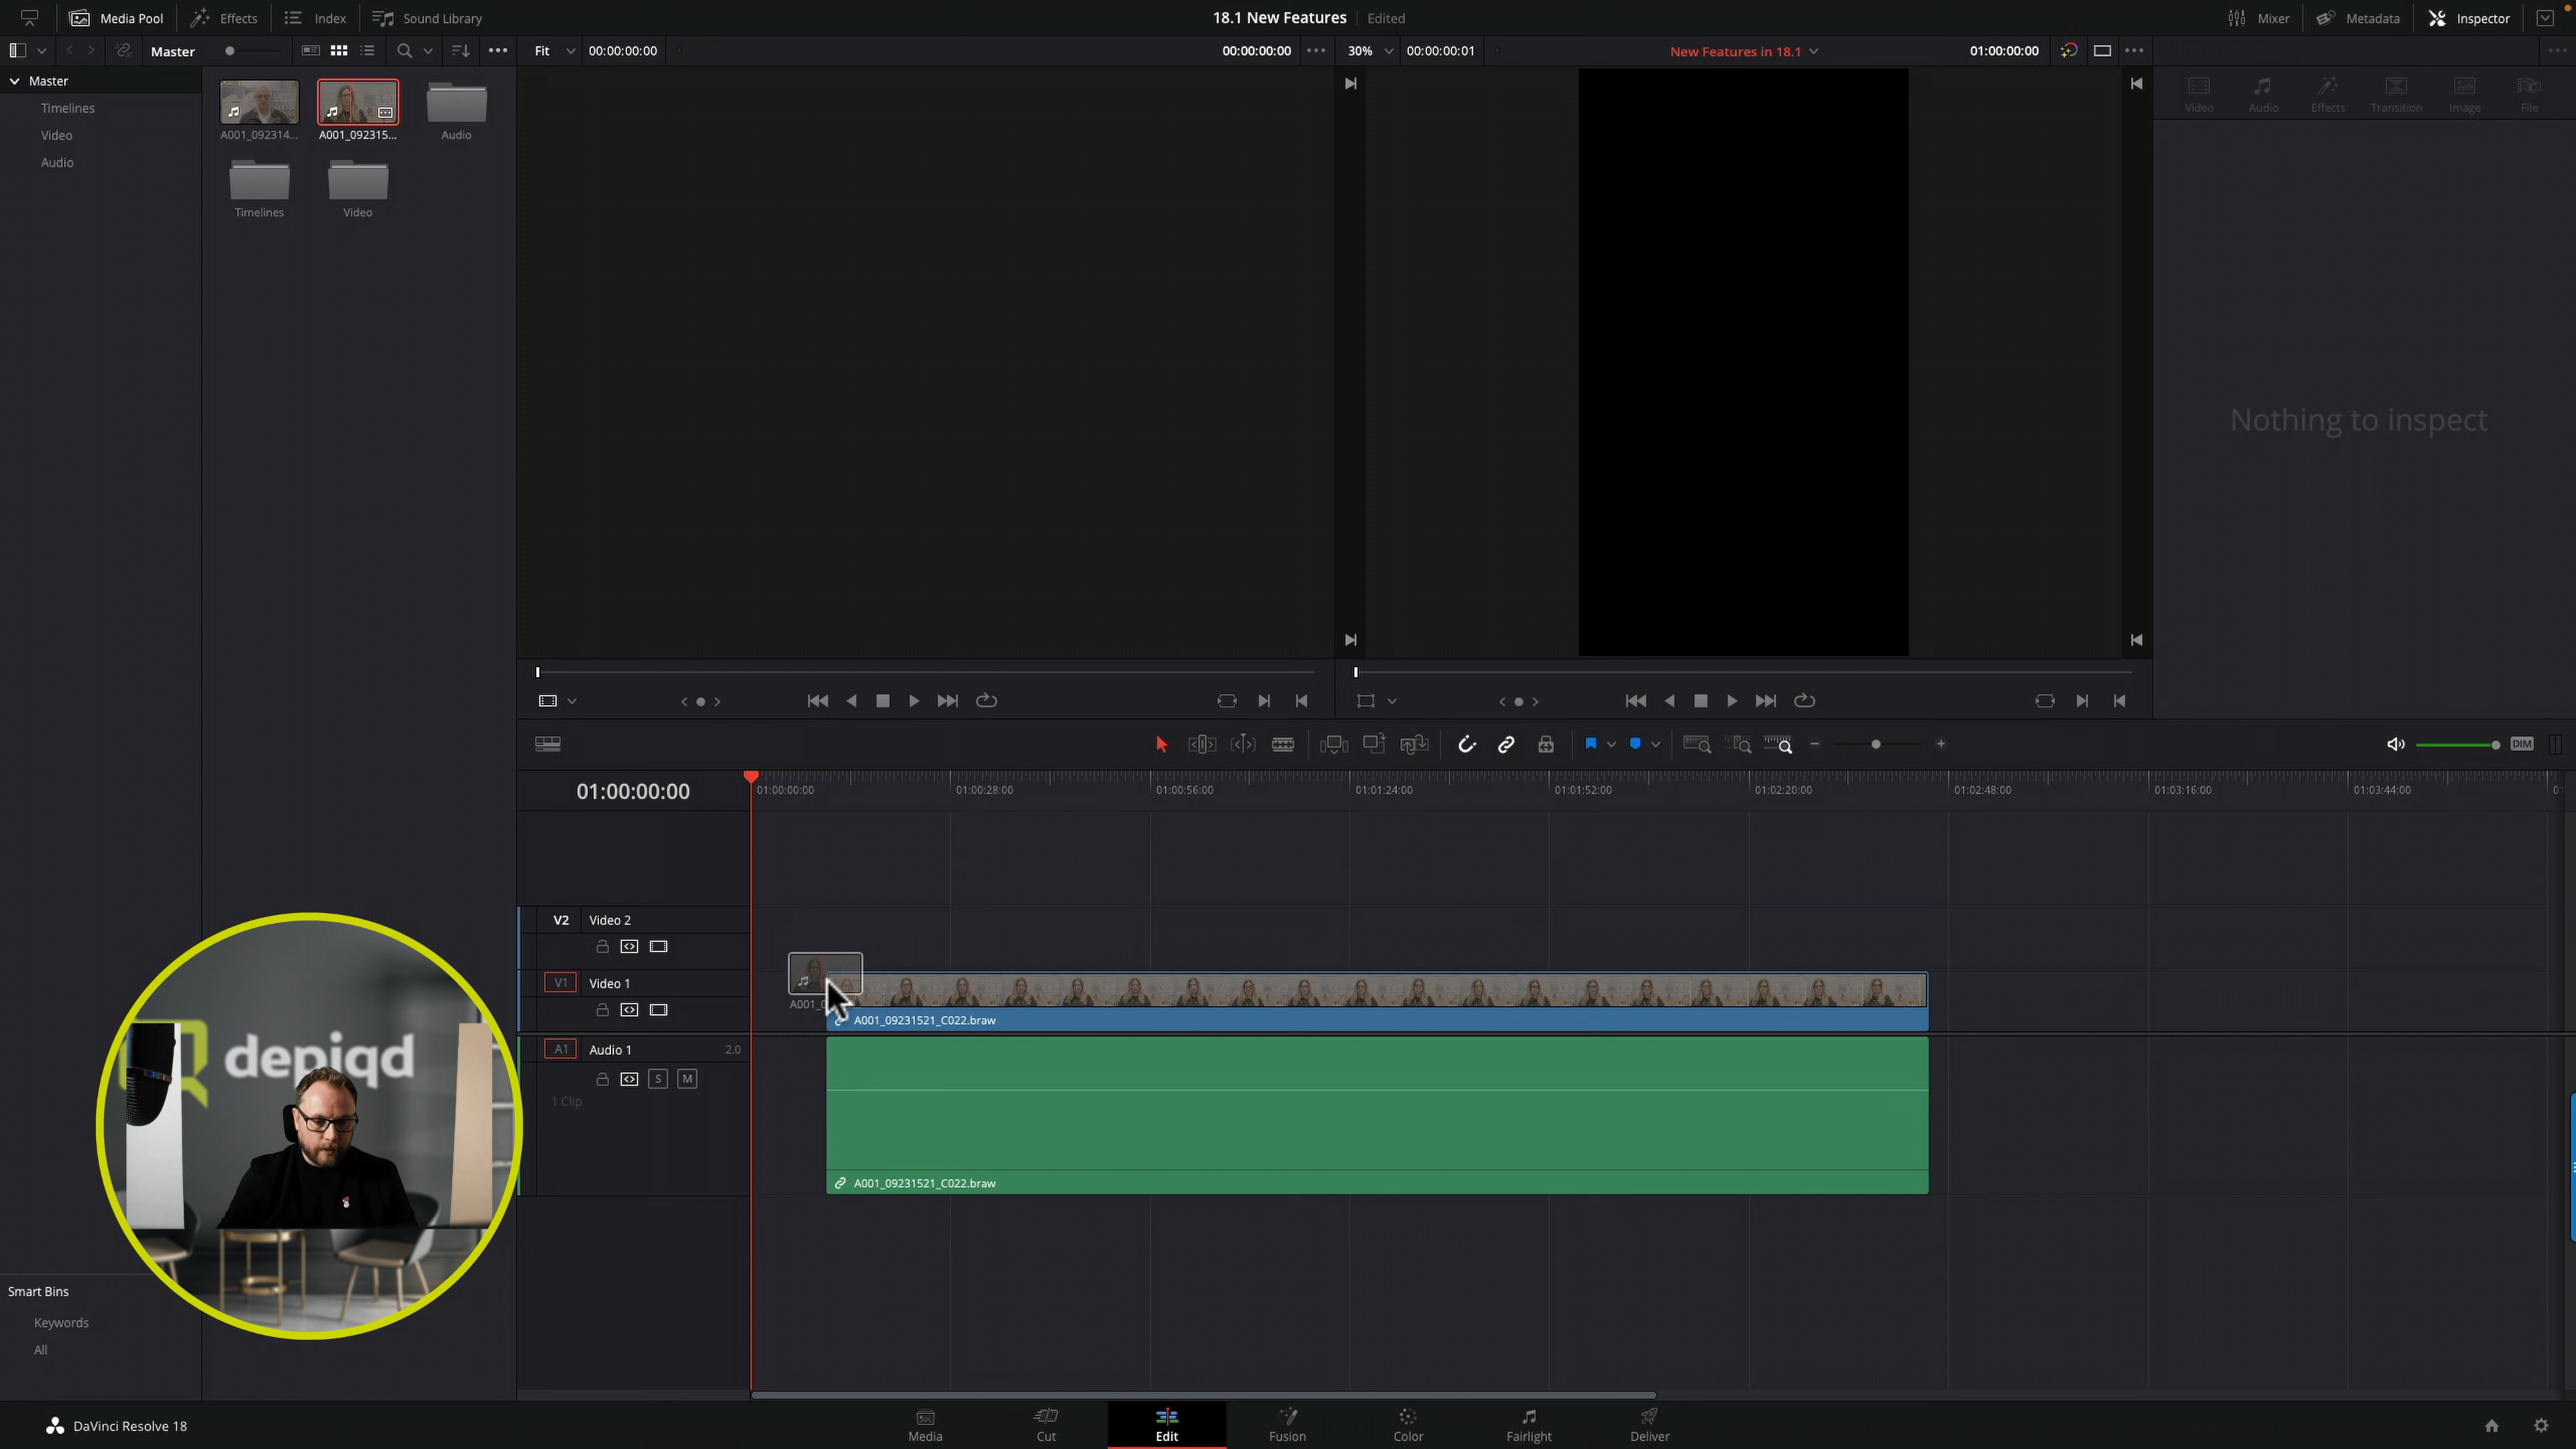 Media Pool
Effects
Index
Sound Library
18.1 New Features
Edited
Mixer
Metadata
Inspector
Master
Fit
00:00:00:00
00:00:00:00
30%
00:00:00:01
New Features in 18.1
01:00:00:00
Master
Timelines
Video
Audio
A001_092314...
A001_092315...
Audio
Timelines
Video
Video
Audio
Effects
Transition
Image
File
Nothing to inspect
DIM
01:00:00:00
01:00:00:00
01:00:28:00
01:00:56:00
01:01:24:00
01:01:52:00
01:02:20:00
01:02:48:00
01:03:16:00
01:03:44:00
V2
Video 2
V1
Video 1
A001_09231521_C022.braw
A1
Audio 1
2.0
S
M
1 Clip
A001_09231521_C022.braw
depiqd
Smart Bins
Keywords
All
DaVinci Resolve 18
Media
Cut
Edit
Fusion
Color
Fairlight
Deliver